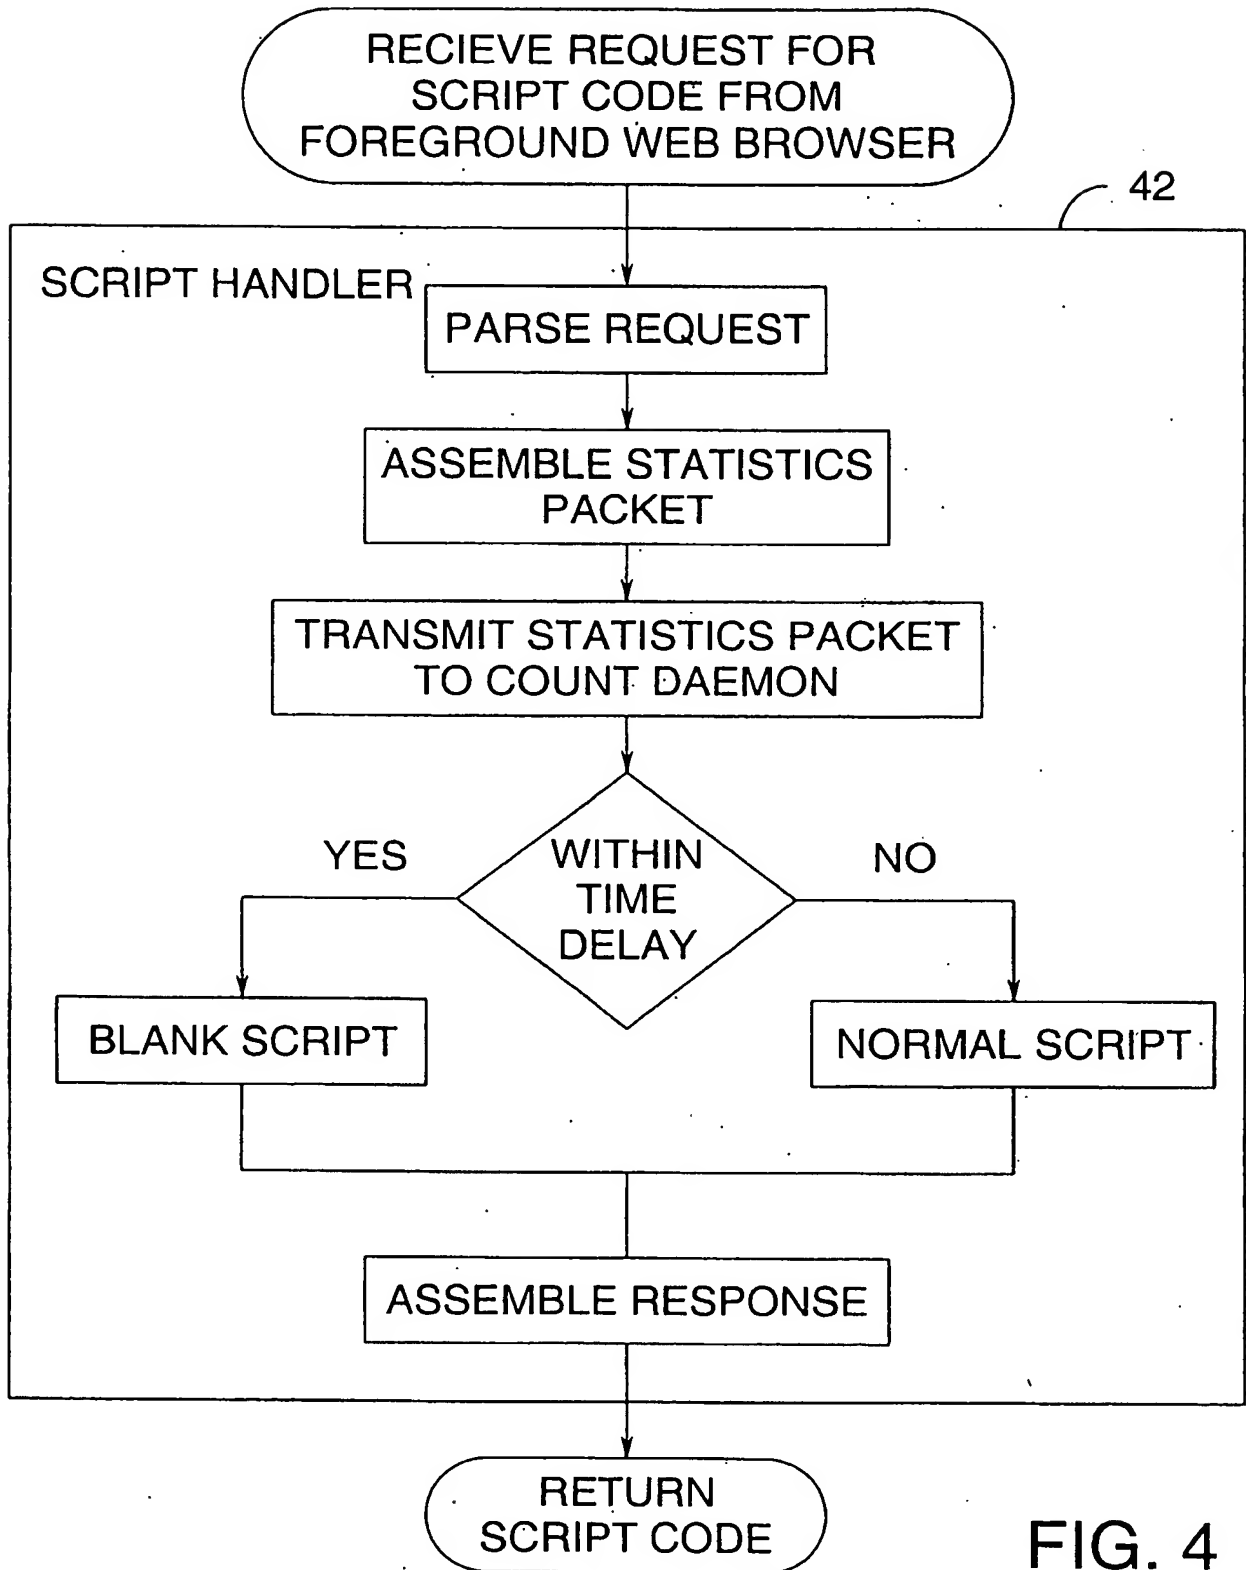 RECIEVE REQUEST FOR
SCRIPT CODE FROM
FOREGROUND WEB BROWSER
42
SCRIPT HANDLER
PARSE REQUEST
ASSEMBLE STATISTICS
PACKET
TRANSMIT STATISTICS PACKET
TO COUNT DAEMON
WITHIN
TIME
DELAY
YES
NO
BLANK SCRIPT
NORMAL SCRIPT
ASSEMBLE RESPONSE
RETURN
SCRIPT CODE
FIG. 4